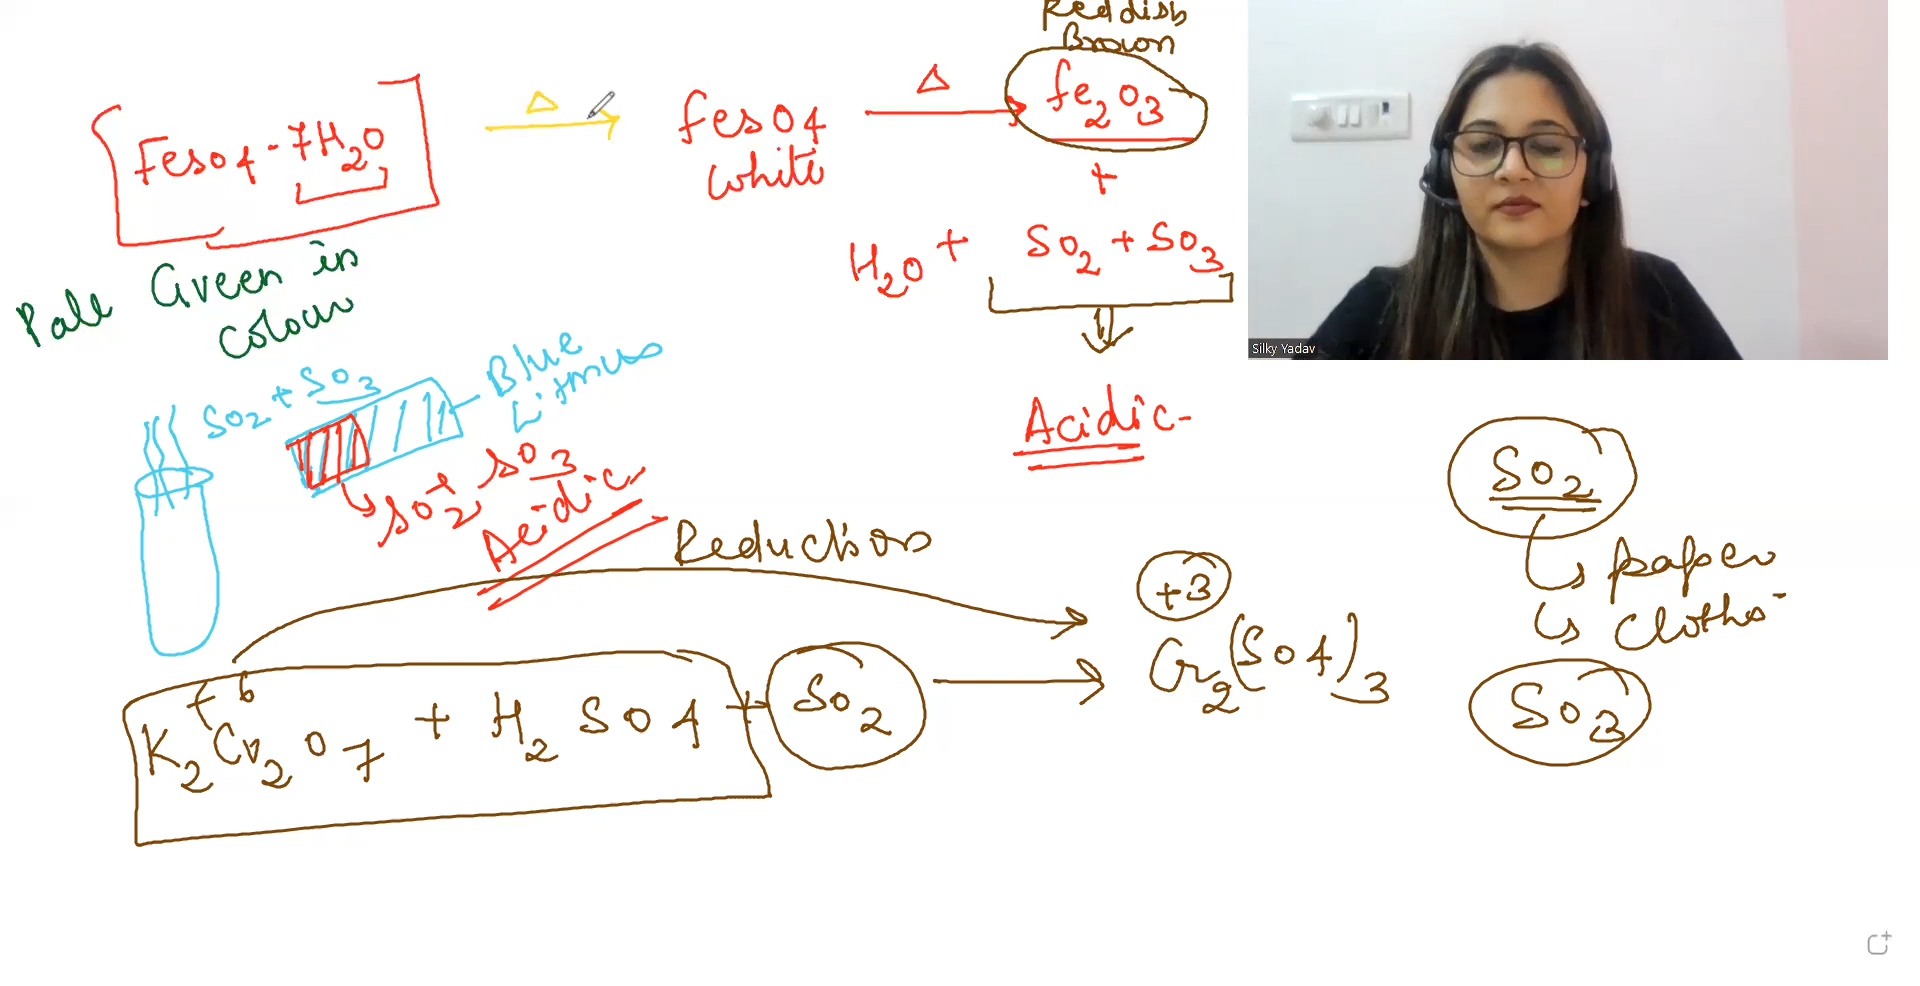 Reddish
Brown
FeSO4·7H2O Δ FeSO4 Δ Fe2O3
White
+
H2O + SO2 + SO3
Pale Green in
Colour
Acidic
SO2 + SO3
Blue
Litmus
SO2 + SO3
Acidic
SO2
paper
clothes
SO3
Reduction
+3
+6
K2Cr2O7 + H2SO4 + SO2 Cr2(SO4)3
Silky Yadav